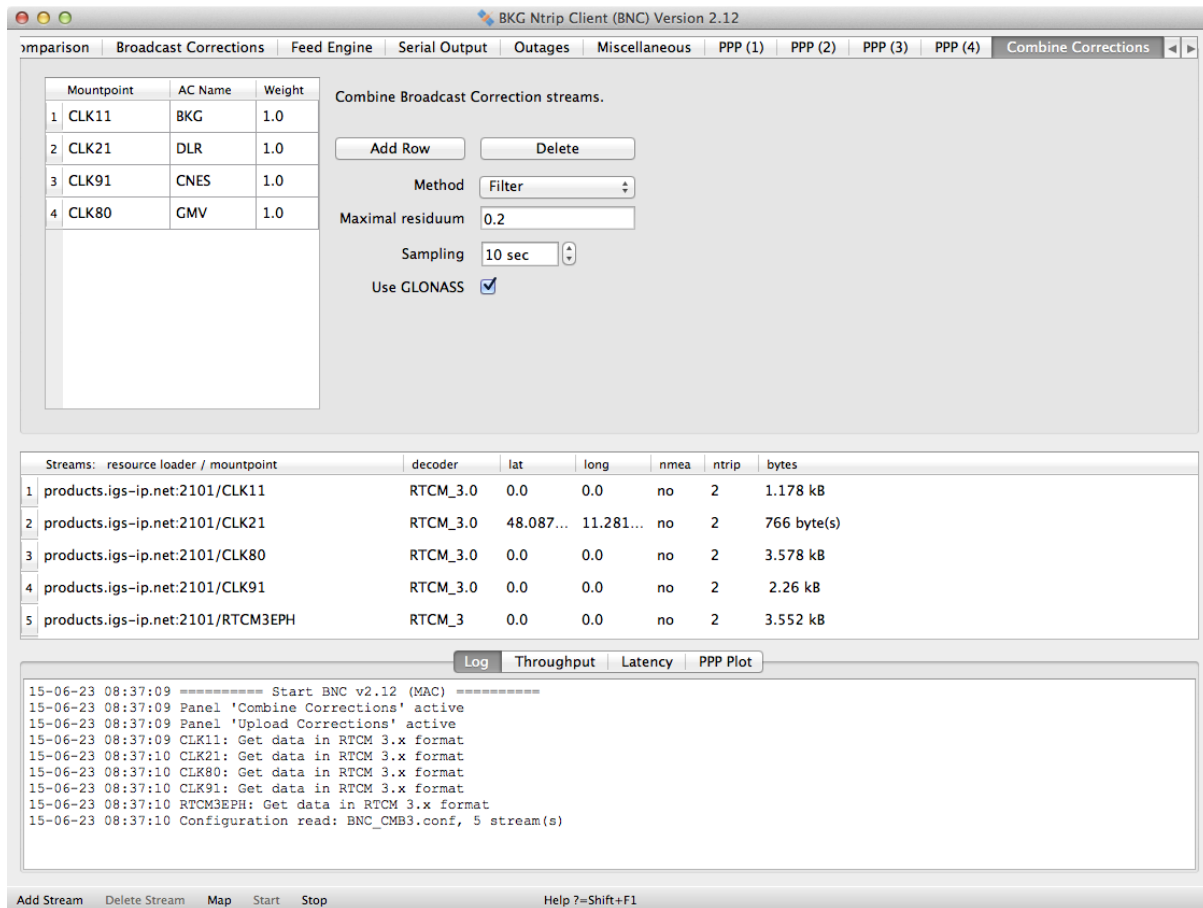 BKG Ntrip Client (BNC) Version 2.12
omparison Broadcast Corrections Feed Engine Serial Output Outages Miscellaneous PPP (1) PPP (2) PPP (3) PPP (4) Combine Corrections
Mountpoint AC Name Weight
1 CLK11 BKG 1.0
2 CLK21 DLR 1.0
3 CLK91 CNES 1.0
4 CLK80 GMV 1.0
Combine Broadcast Correction streams.
Add Row Delete
Method Filter
Maximal residuum 0.2
Sampling 10 sec
Use GLONASS
Streams: resource loader / mountpoint decoder lat long nmea ntrip bytes
1 products.igs-ip.net:2101/CLK11 RTCM_3.0 0.0 0.0 no 2 1.178 kB
2 products.igs-ip.net:2101/CLK21 RTCM_3.0 48.087... 11.281... no 2 766 byte(s)
3 products.igs-ip.net:2101/CLK80 RTCM_3.0 0.0 0.0 no 2 3.578 kB
4 products.igs-ip.net:2101/CLK91 RTCM_3.0 0.0 0.0 no 2 2.26 kB
5 products.igs-ip.net:2101/RTCM3EPH RTCM_3 0.0 0.0 no 2 3.552 kB
Log Throughput Latency PPP Plot
15-06-23 08:37:09 ========== Start BNC v2.12 (MAC) ==========
15-06-23 08:37:09 Panel 'Combine Corrections' active
15-06-23 08:37:09 Panel 'Upload Corrections' active
15-06-23 08:37:09 CLK11: Get data in RTCM 3.x format
15-06-23 08:37:10 CLK21: Get data in RTCM 3.x format
15-06-23 08:37:10 CLK80: Get data in RTCM 3.x format
15-06-23 08:37:10 CLK91: Get data in RTCM 3.x format
15-06-23 08:37:10 RTCM3EPH: Get data in RTCM 3.x format
15-06-23 08:37:10 Configuration read: BNC_CMB3.conf, 5 stream(s)
Add Stream Delete Stream Map Start Stop Help ?=Shift+F1